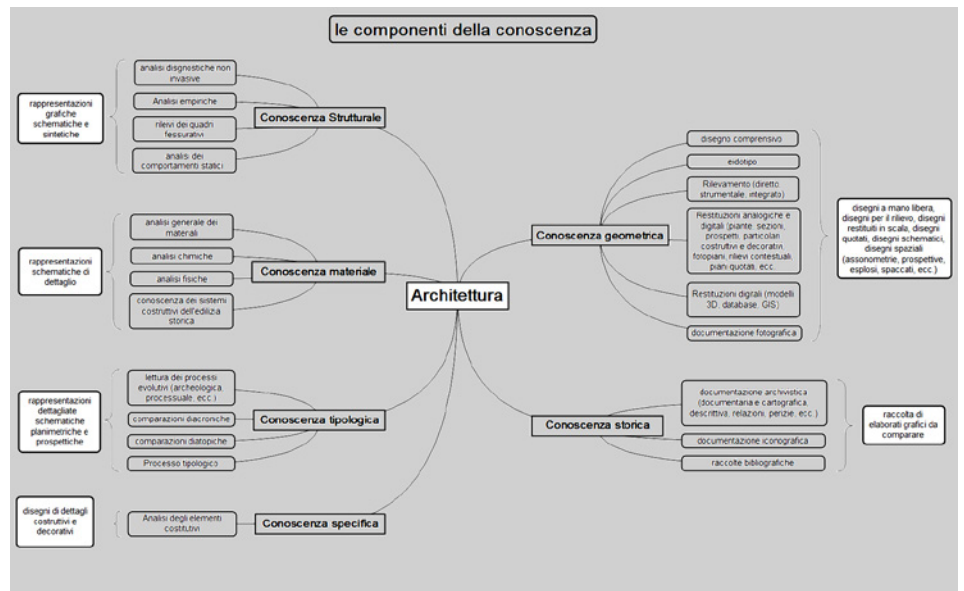 le componenti della conoscenza
rappresentazioni
grafiche
schematiche e
sintetiche
analisi diagnostiche non
invasive
Analisi empiriche
rilievi dei quadri
fessurativi
analisi dei
comportamenti statici
Conoscenza Strutturale
rappresentazioni
schematiche di
dettaglio
analisi generale dei
materiali
analisi chimiche
analisi fisiche
conoscenza dei sistemi
costruttivi dell'edilizia
storica
Conoscenza materiale
rappresentazioni
dettagliate
schematiche
planimetriche e
prospettiche
lettura dei processi
evolutivi (archeologica,
processuale, ecc.)
comparazioni diacroniche
comparazioni diatopiche
Processo tipologico
Conoscenza tipologica
disegni di dettagli
costruttivi e
decorativi
Analisi degli elementi
costitutivi
Conoscenza specifica
Architettura
Conoscenza geometrica
disegno comprensivo
eidotipo
Rilevamento (diretto
strumentale, integrato)
Restituzioni analogiche e
digitali (piante, sezioni,
prospetti, particolari
costruttivi e decorativi,
fotopiani, rilievi contestuali,
piani quotati, ecc.
Restituzioni digitali (modelli
3D, database, GIS)
documentazione fotografica
disegni a mano libera,
disegni per il rilievo, disegni
restituiti in scala, disegni
quotati, disegni schematici,
disegni spaziali
(assonometrie, prospettive,
esplosi, spaccati, ecc.)
Conoscenza storica
documentazione archivistica
(documentaria e cartografica,
descrittiva, relazioni, perizie, ecc.)
documentazione iconografica
raccolte bibliografiche
raccolta di
elaborati grafici da
comparare